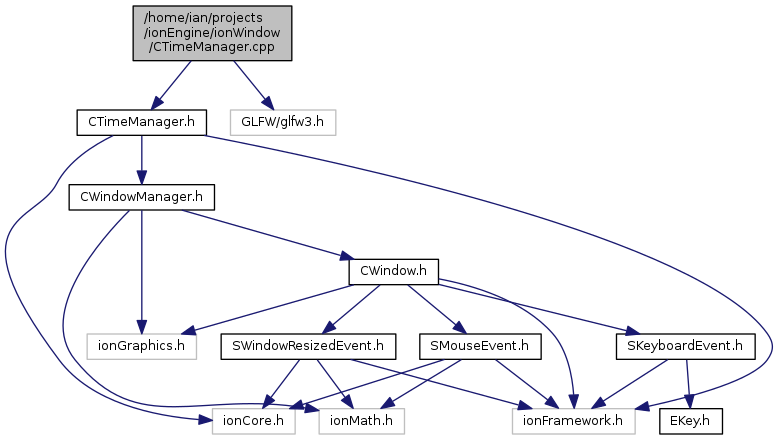 /home/ian/projects
/ionEngine/ionWindow
/CTimeManager.cpp
CTimeManager.h
GLFW/glfw3.h
CWindowManager.h
CWindow.h
ionGraphics.h
SWindowResizedEvent.h
SMouseEvent.h
SKeyboardEvent.h
ionCore.h
ionMath.h
ionFramework.h
EKey.h